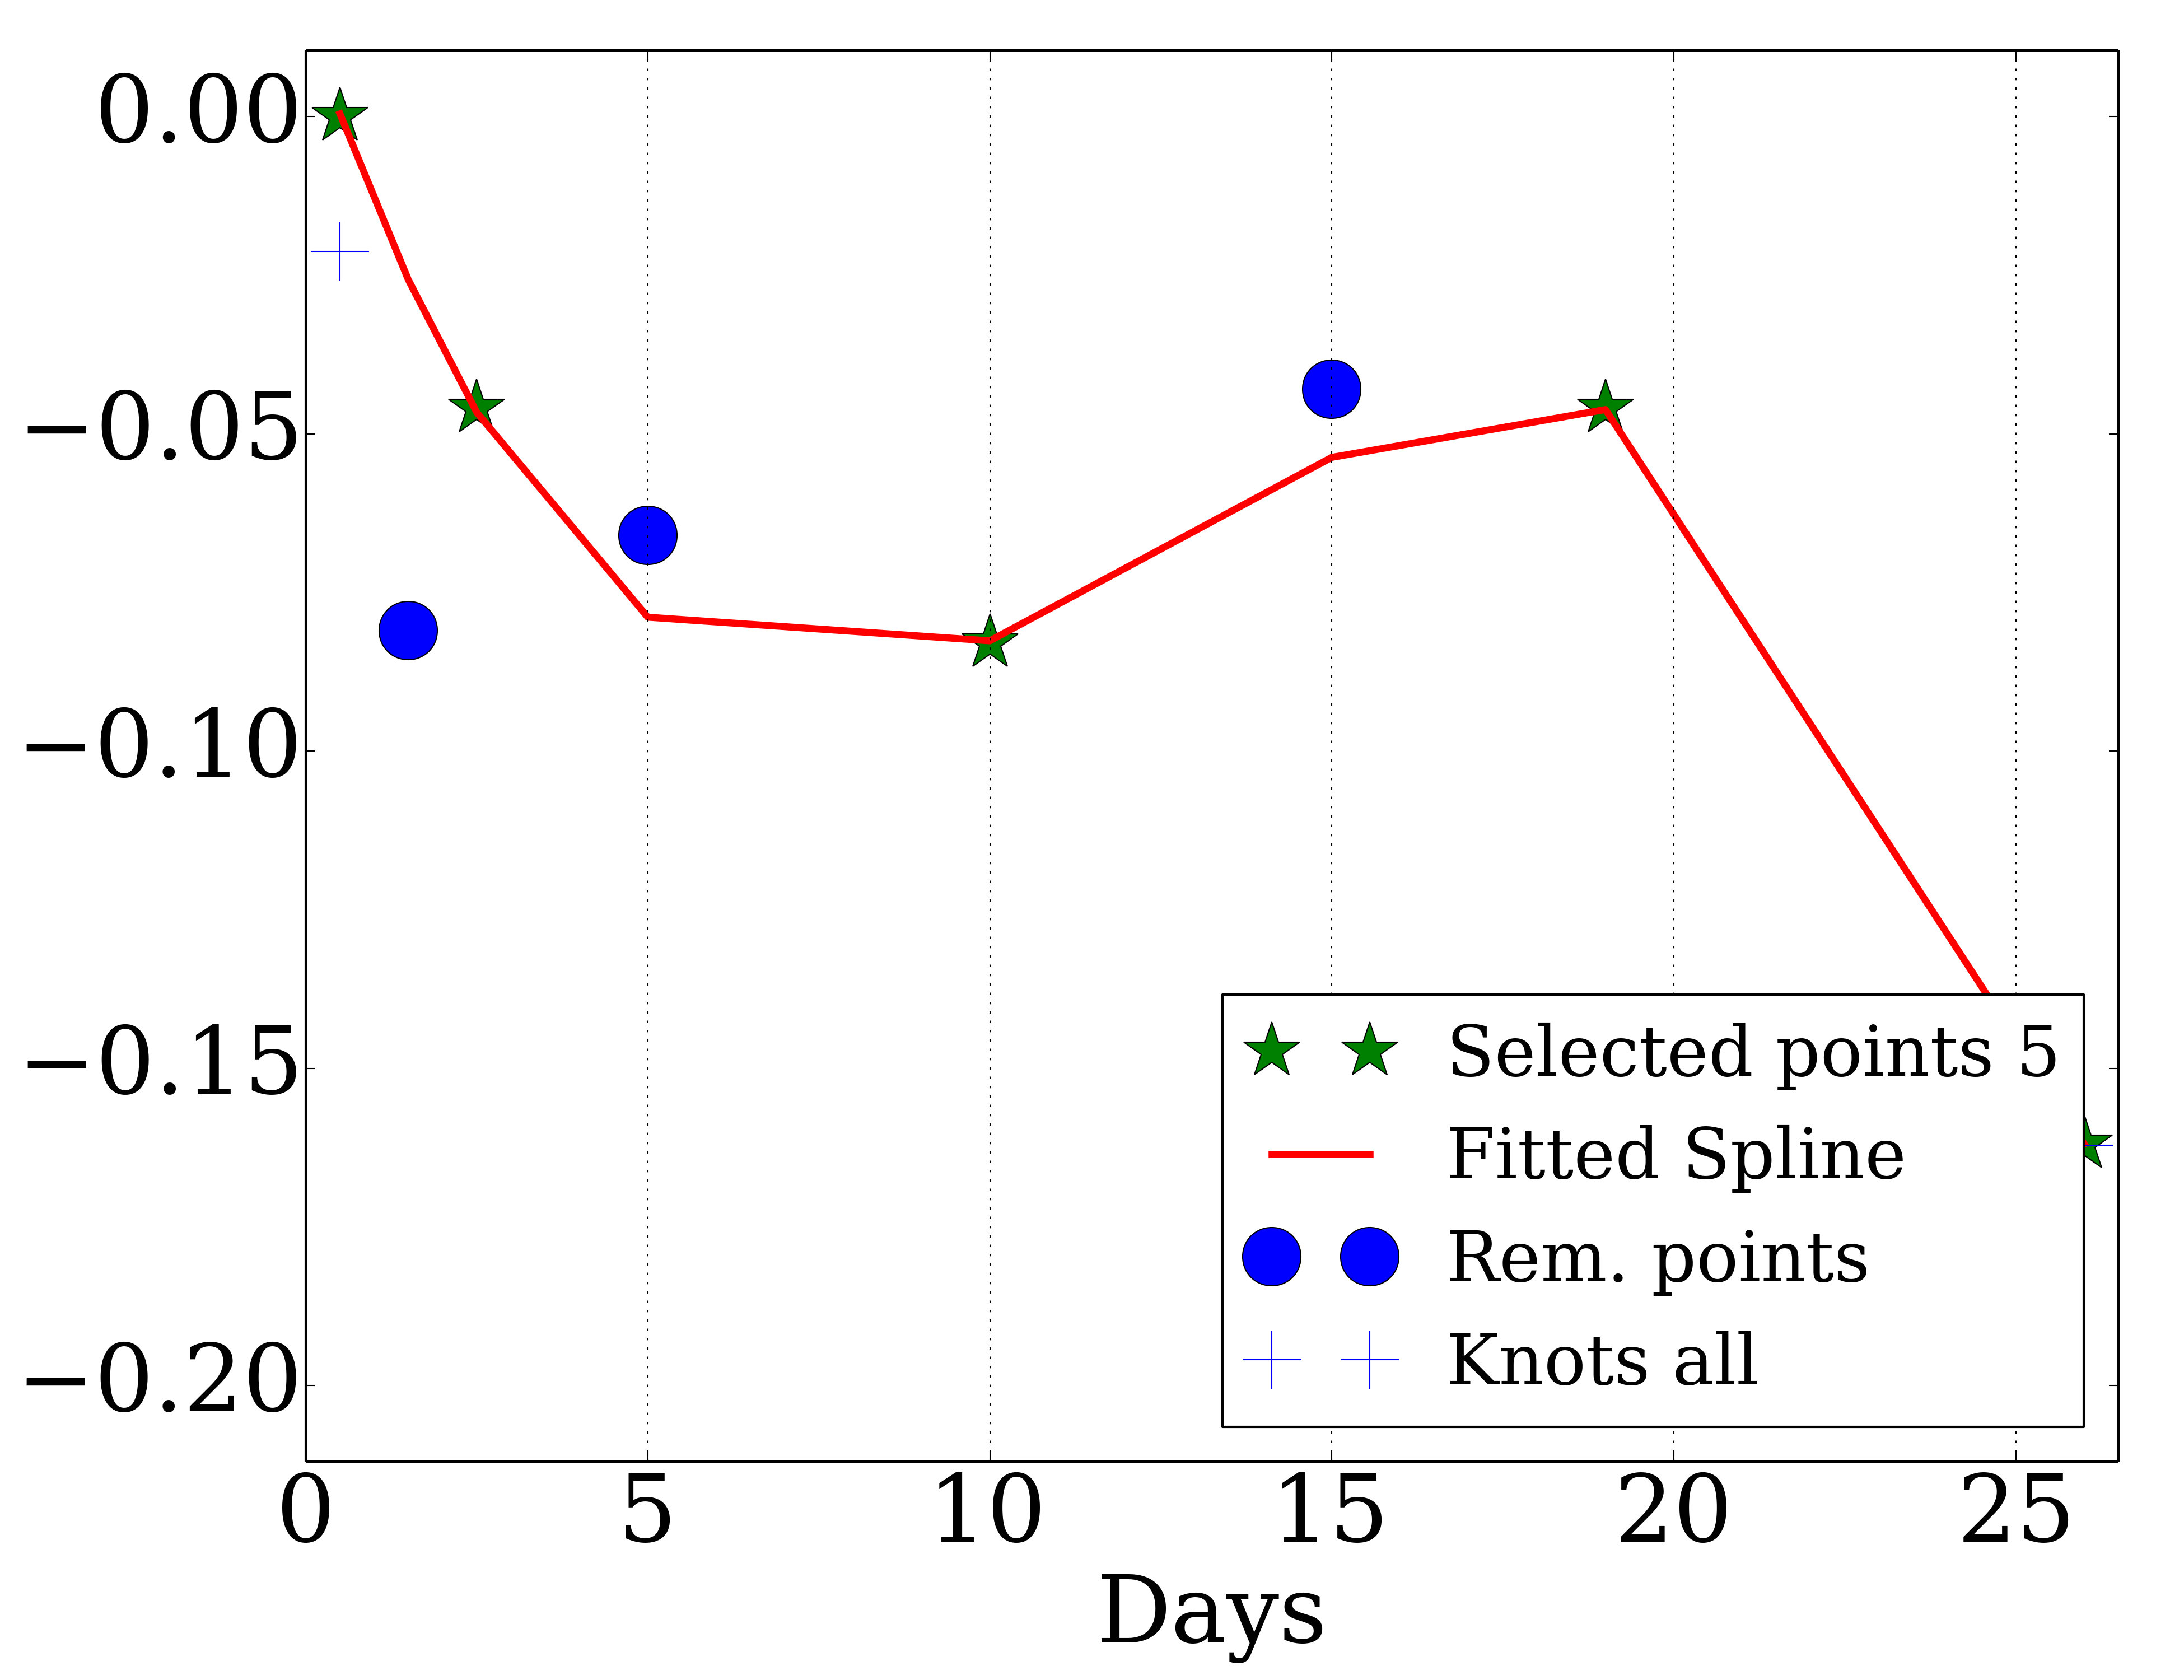 0.00
−0.05
−0.10
−0.15
−0.20
Selected points 5
Fitted Spline
Rem. points
Knots all
0 5 10 15 20 25
Days